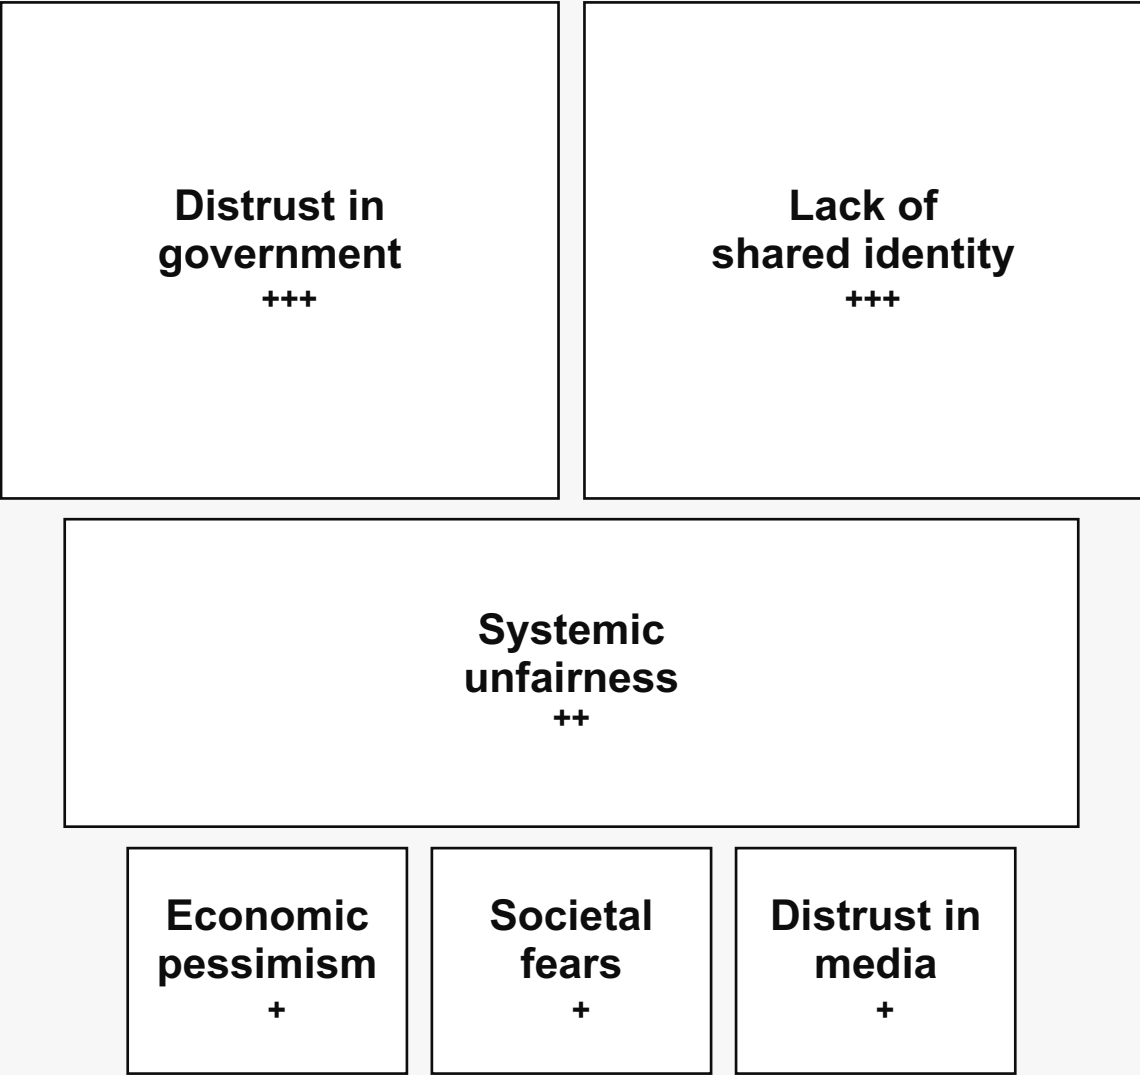 Distrust in
government
+++
Lack of
shared identity
+++
Systemic
unfairness
++
Economic
pessimism
+
Societal
fears
+
Distrust in
media
+